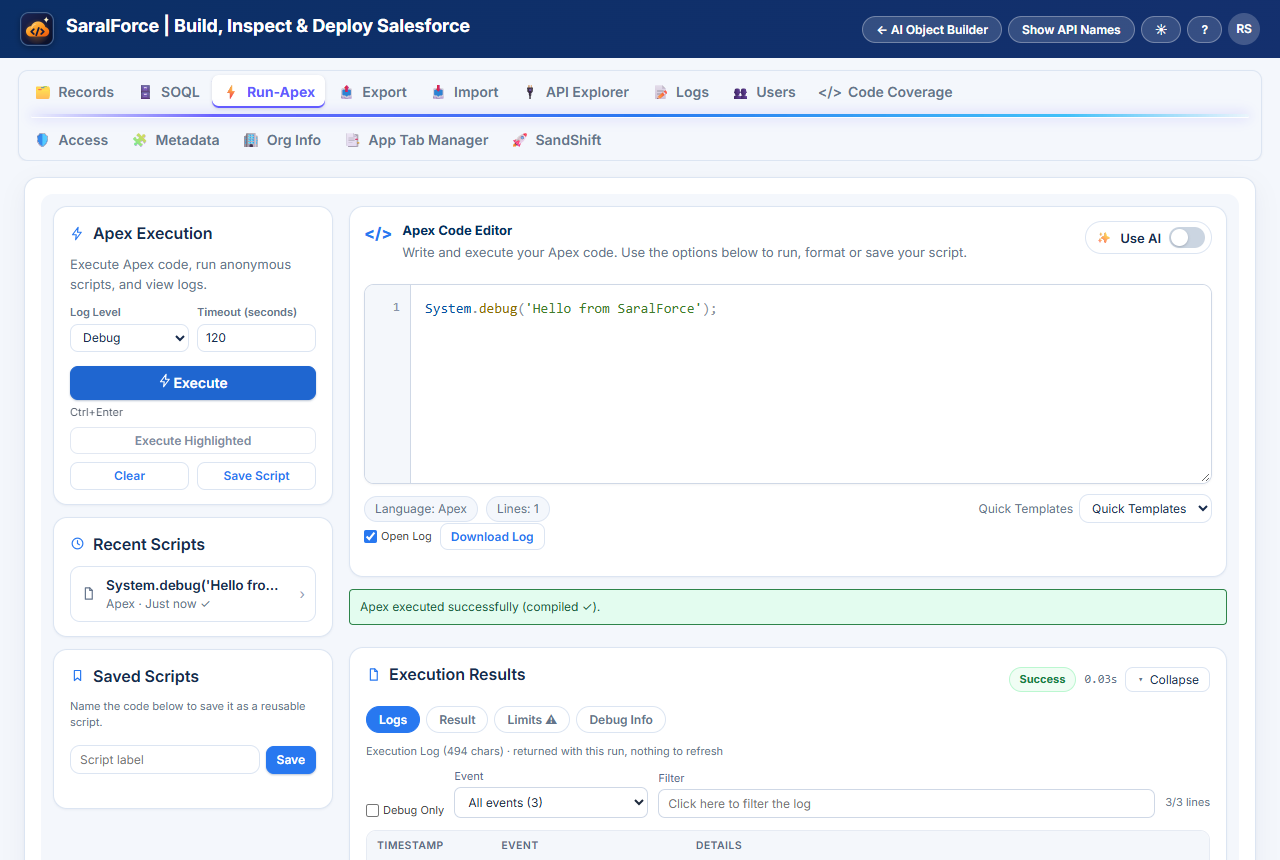 SaralForce | Build, Inspect & Deploy Salesforce
← AI Object Builder
Show API Names
?
RS
Records
SOQL
Run-Apex
Export
Import
API Explorer
Logs
Users
</> Code Coverage
Access
Metadata
Org Info
App Tab Manager
SandShift
Apex Execution
Execute Apex code, run anonymous
scripts, and view logs.
Log Level
Timeout (seconds)
Debug
120
Execute
Ctrl+Enter
Execute Highlighted
Clear
Save Script
Recent Scripts
System.debug('Hello fro...
Apex · Just now ✓
Saved Scripts
Name the code below to save it as a reusable
script.
Script label
Save
</> Apex Code Editor
Write and execute your Apex code. Use the options below to run, format or save your script.
Use AI
1
System.debug('Hello from SaralForce');
Language: Apex
Lines: 1
Quick Templates
Quick Templates
Open Log
Download Log
Apex executed successfully (compiled ✓).
Execution Results
Success
0.03s
Collapse
Logs
Result
Limits ⚠
Debug Info
Execution Log (494 chars) · returned with this run, nothing to refresh
Debug Only
Event
All events (3)
Filter
Click here to filter the log
3/3 lines
TIMESTAMP
EVENT
DETAILS